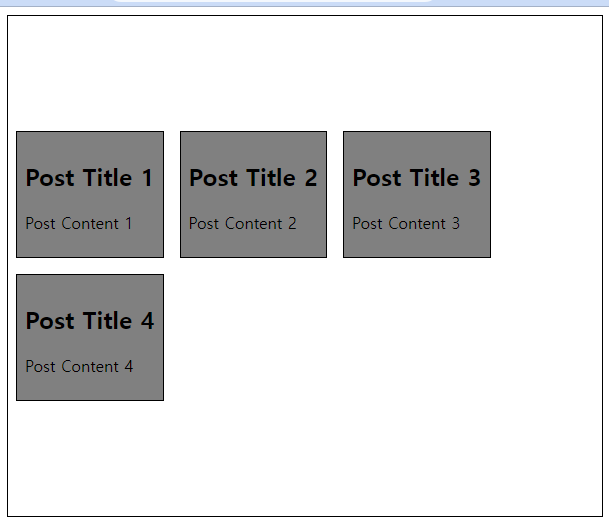 Post Title 1
Post Content 1
Post Title 2
Post Content 2
Post Title 3
Post Content 3
Post Title 4
Post Content 4